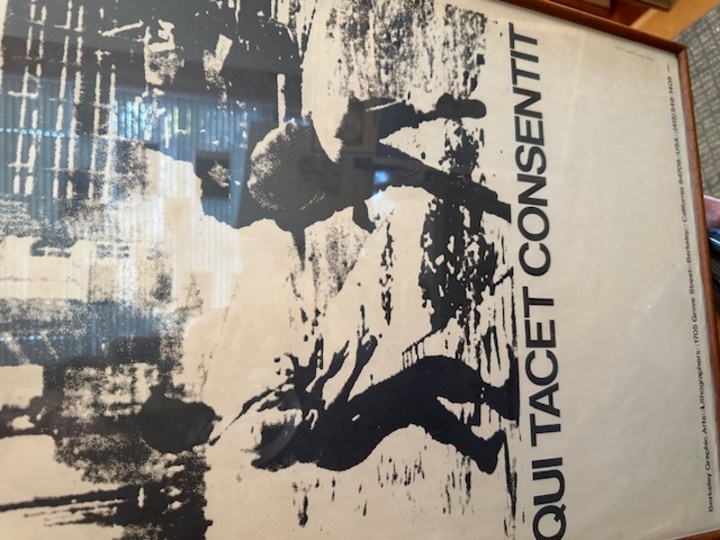 QUI TACET CONSENTIT
Berkeley Graphic Arts::Lithographers::1705 Grove Street::Berkeley::California 94709::USA::(415) 549-1405